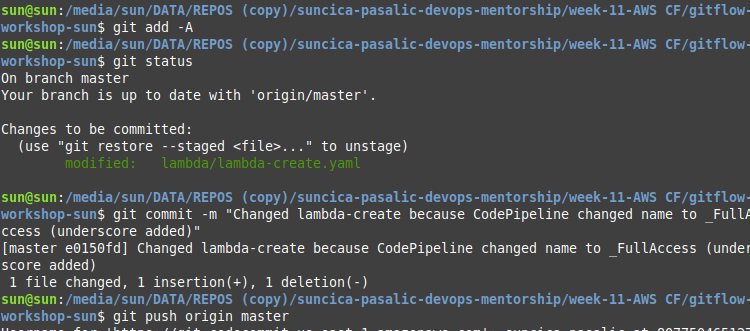 sun@sun:/media/sun/DATA/REPOS (copy)/suncica-pasalic-devops-mentorship/week-11-AWS CF/gitflow-
workshop-sun$ git add -A
sun@sun:/media/sun/DATA/REPOS (copy)/suncica-pasalic-devops-mentorship/week-11-AWS CF/gitflow-
workshop-sun$ git status
On branch master
Your branch is up to date with 'origin/master'.
Changes to be committed:
  (use "git restore --staged <file>..." to unstage)
        modified:   lambda/lambda-create.yaml
sun@sun:/media/sun/DATA/REPOS (copy)/suncica-pasalic-devops-mentorship/week-11-AWS CF/gitflow-
workshop-sun$ git commit -m "Changed lambda-create because CodePipeline changed name to _FullA
ccess (underscore added)"
[master e0150fd] Changed lambda-create because CodePipeline changed name to _FullAccess (under
score added)
 1 file changed, 1 insertion(+), 1 deletion(-)
sun@sun:/media/sun/DATA/REPOS (copy)/suncica-pasalic-devops-mentorship/week-11-AWS CF/gitflow-
workshop-sun$ git push origin master